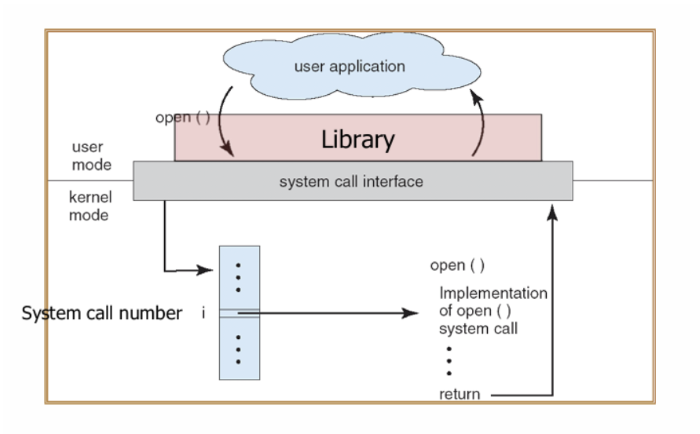 user application
open ( )
Library
user
mode
system call interface
kernel
mode
open ( )
Implementation
of open ( )
system call
System call number i
return